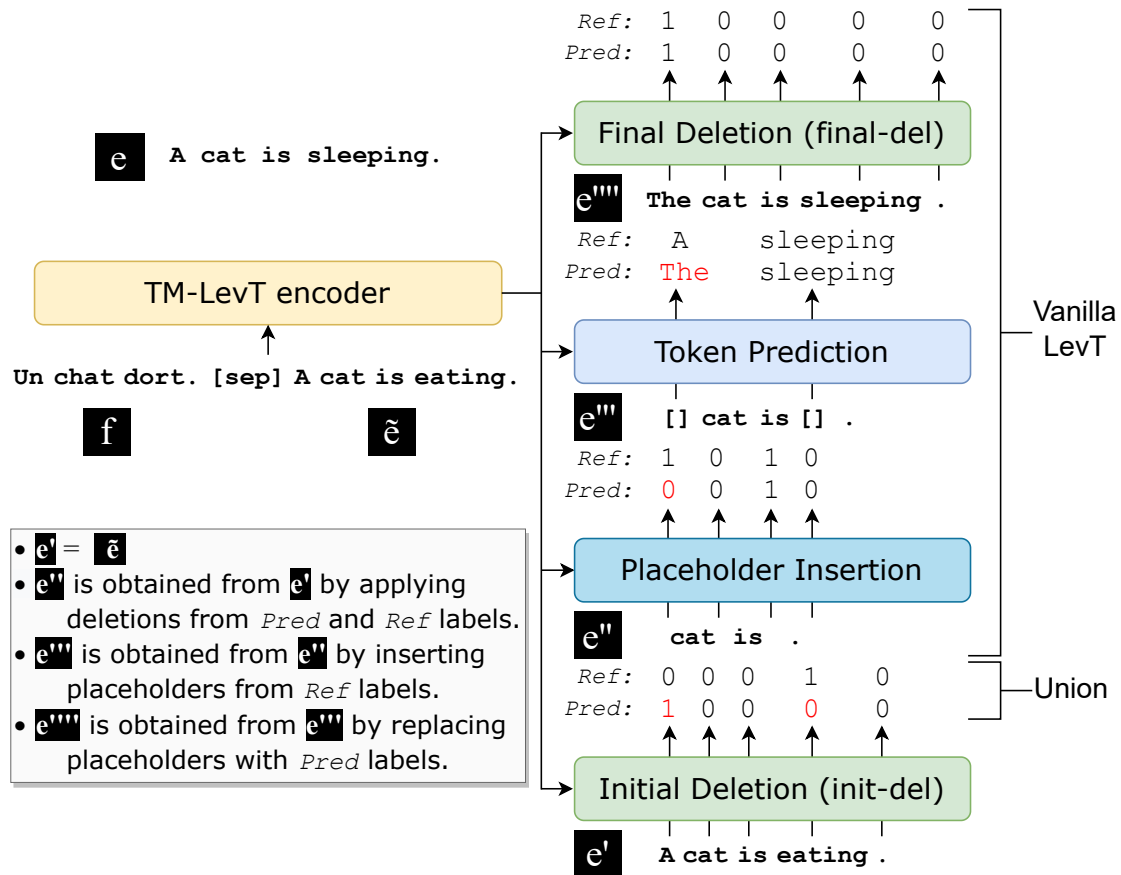 Ref: 1 0 0 0 0
Pred: 1 0 0 0 0
Final Deletion (final-del)
e A cat is sleeping.
e'''' The cat is sleeping .
Ref: A sleeping
Pred: The sleeping
TM-LevT encoder
Vanilla
LevT
Token Prediction
Un chat dort. [sep] A cat is eating.
f ẽ
e''' [] cat is [] .
Ref: 1 0 1 0
Pred: 0 0 1 0
Placeholder Insertion
• e' = ẽ
• e'' is obtained from e' by applying
deletions from Pred and Ref labels.
• e''' is obtained from e'' by inserting
placeholders from Ref labels.
• e'''' is obtained from e''' by replacing
placeholders with Pred labels.
e'' cat is .
Ref: 0 0 0 1 0
Pred: 1 0 0 0 0
Union
Initial Deletion (init-del)
e' A cat is eating .